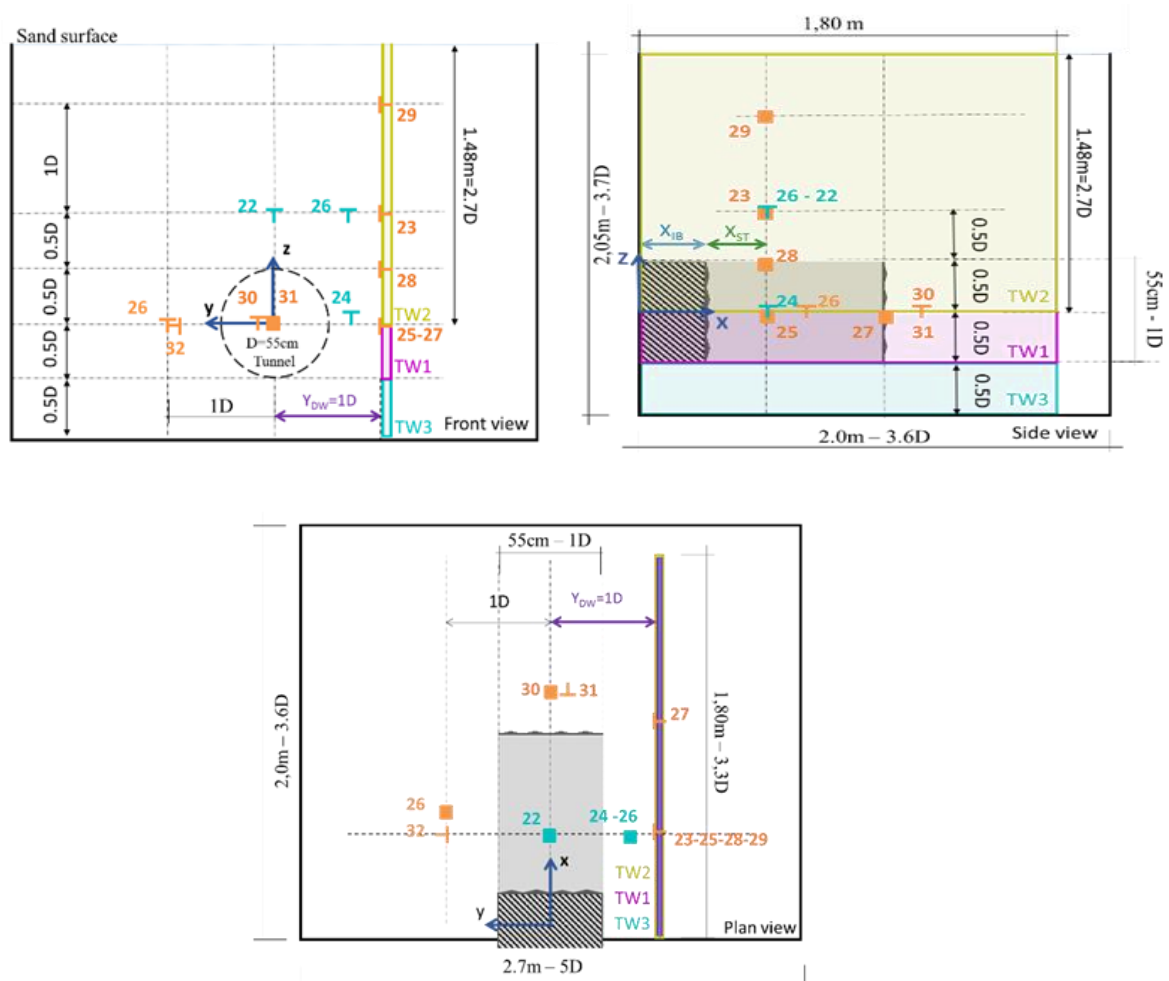 Sand surface
29
1D
1.48m=2.7D
22
26
23
0.5D
z
28
0.5D
26
30
31
24
y
TW2
32
25-27
D=55cm
Tunnel
0.5D
TW1
0.5D
1D
Y_DW=1D
TW3
Front view
1,80 m
29
2,05m – 3.7D
1.48m=2.7D
23
26 - 22
X_IB
X_ST
0.5D
Z
28
24
26
30
0.5D
TW2
55cm - 1D
X
25
27
31
0.5D
TW1
0.5D
TW3
2.0m – 3.6D
Side view
55cm – 1D
1D
Y_DW=1D
30
31
27
2,0m – 3.6D
1,80m – 3,3D
26
22
24 -26
32
23-25-28-29
x
TW2
TW1
y
TW3
Plan view
2.7m – 5D